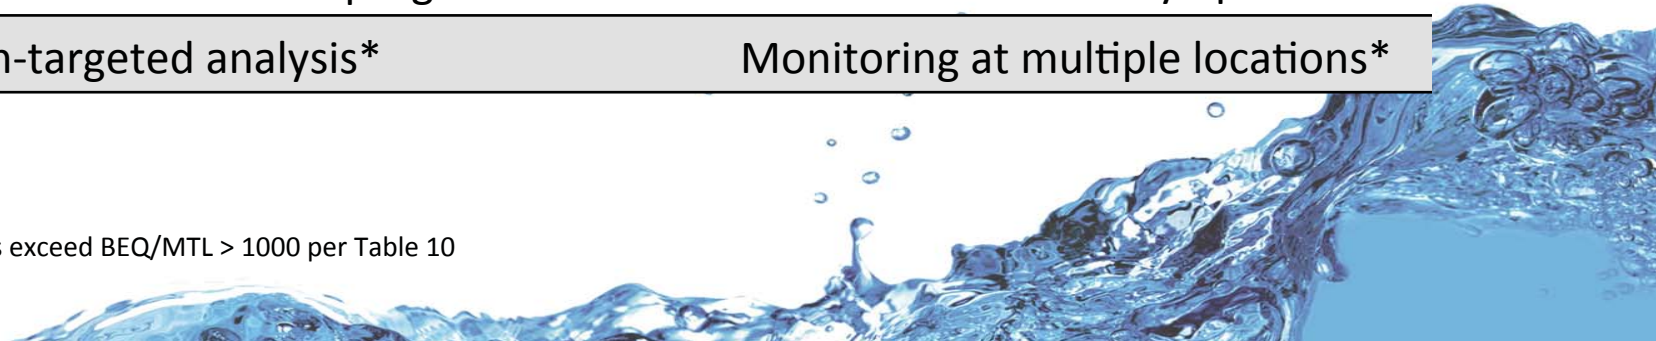 n-targeted analysis* Monitoring at multiple locations*
s exceed BEQ/MTL > 1000 per Table 10